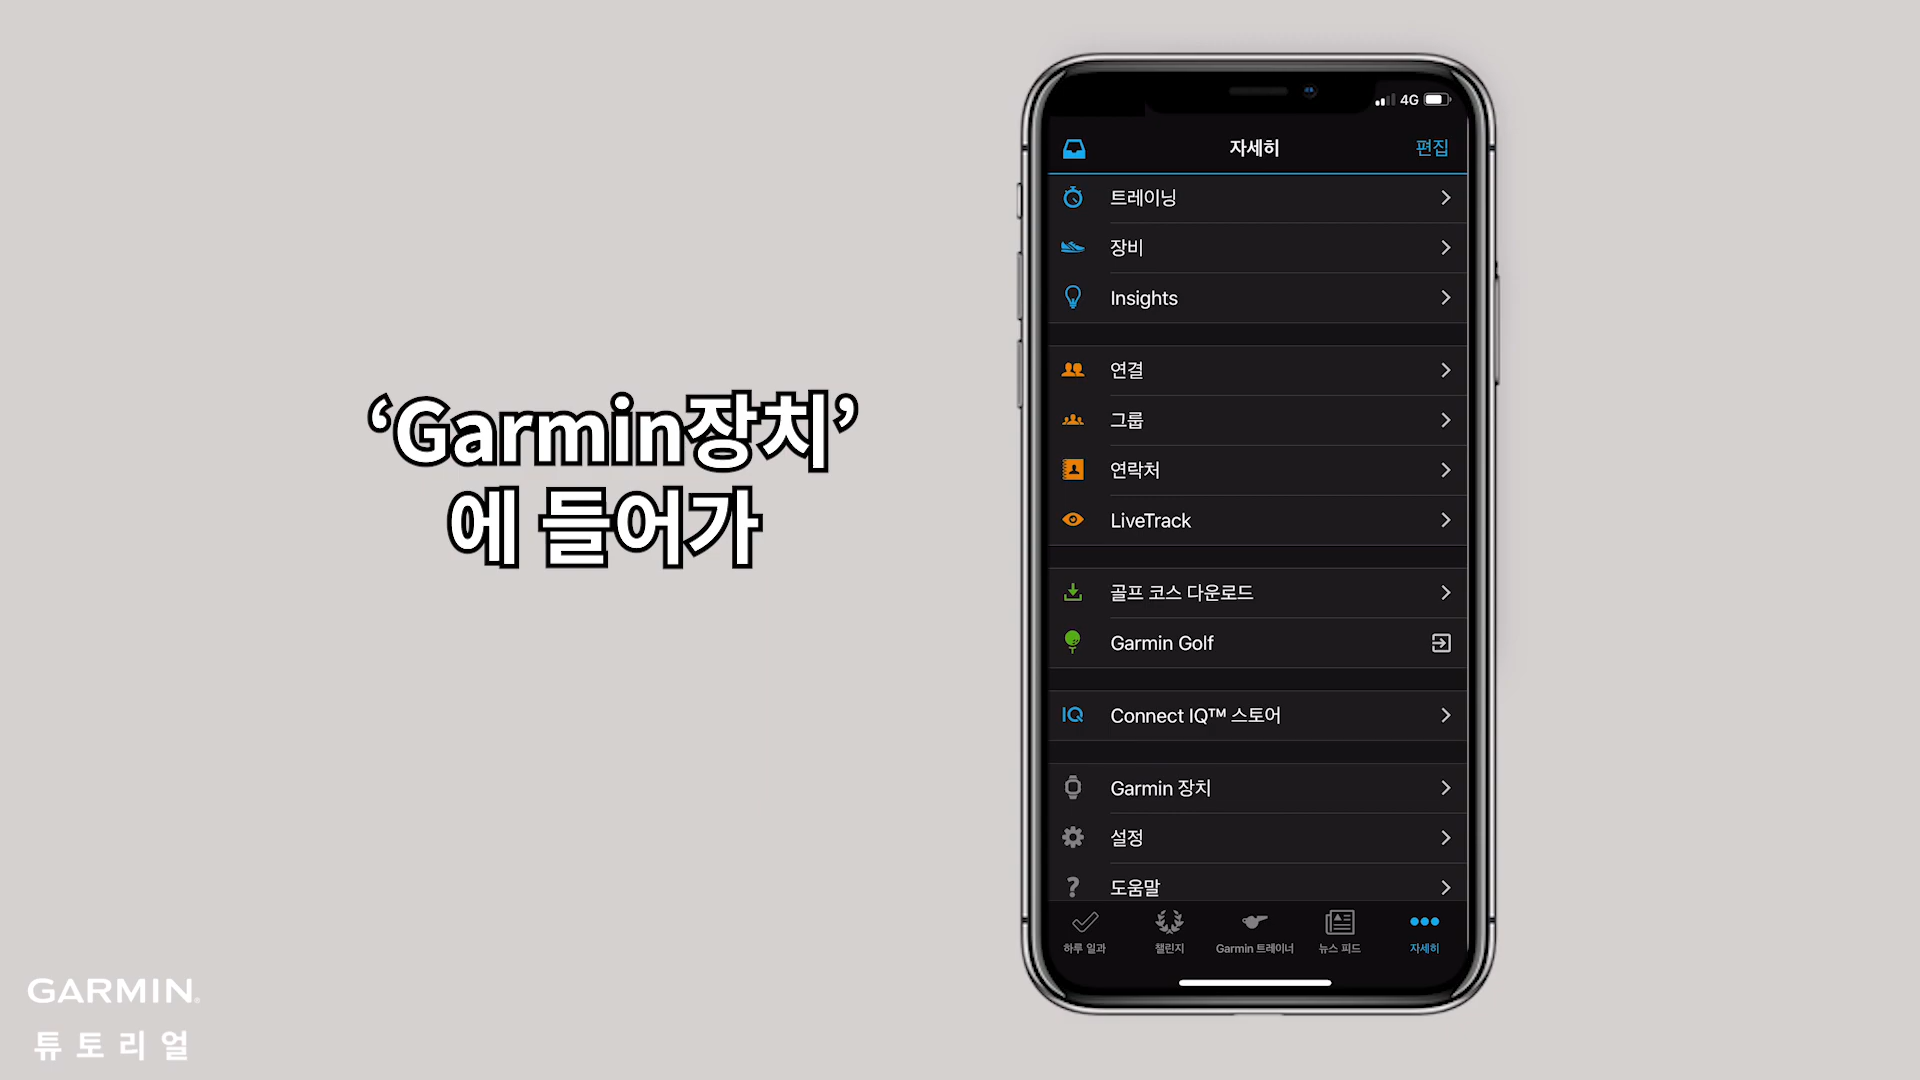 ‘Garmin장치’
에 들어가
4G
자세히
편집
트레이닝
장비
Insights
연결
그룹
연락처
LiveTrack
골프 코스 다운로드
Garmin Golf
IQ
Connect IQ™ 스토어
Garmin 장치
설정
도움말
하루 일과
챌린지
Garmin 트레이너
뉴스 피드
자세히
GARMIN.
튜토리얼